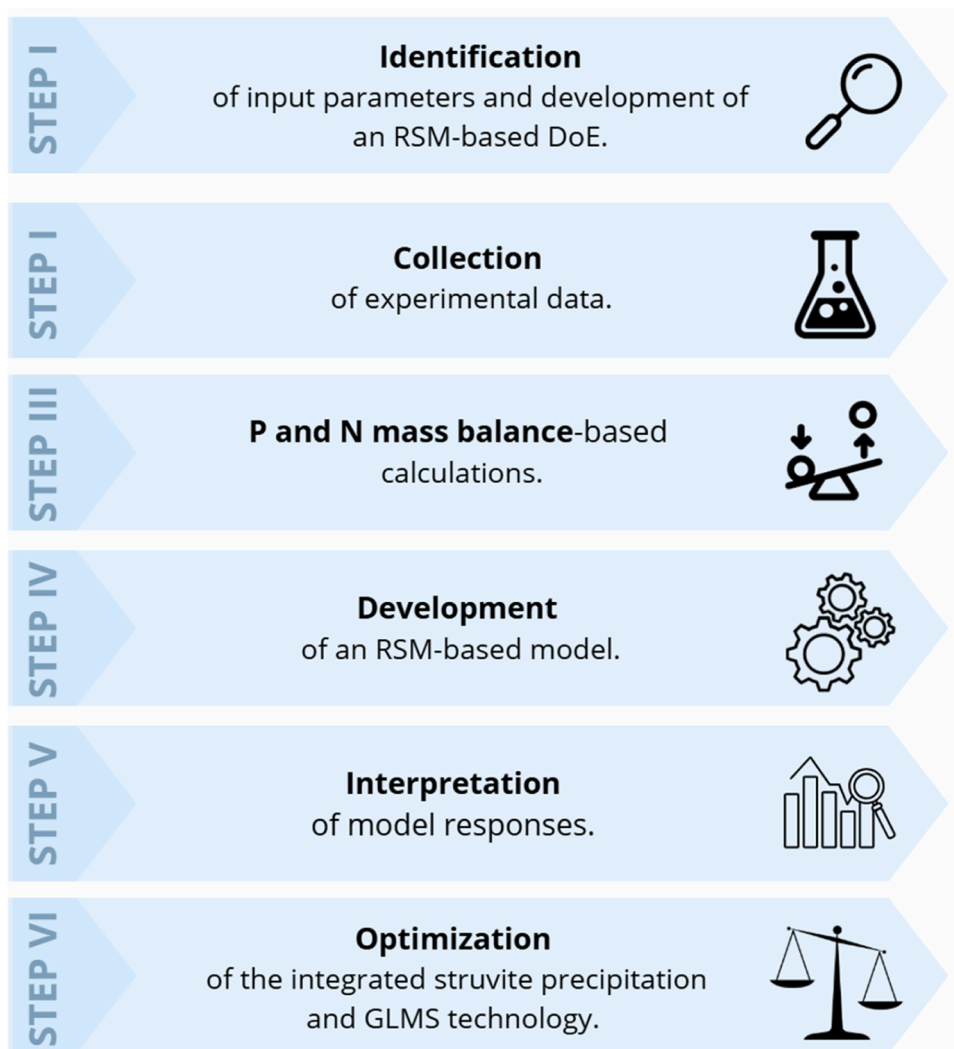 STEP I
Identification
of input parameters and development of
an RSM-based DoE.
STEP I
Collection
of experimental data.
STEP III
P and N mass balance-based
calculations.
STEP IV
Development
of an RSM-based model.
STEP V
Interpretation
of model responses.
STEP VI
Optimization
of the integrated struvite precipitation
and GLMS technology.